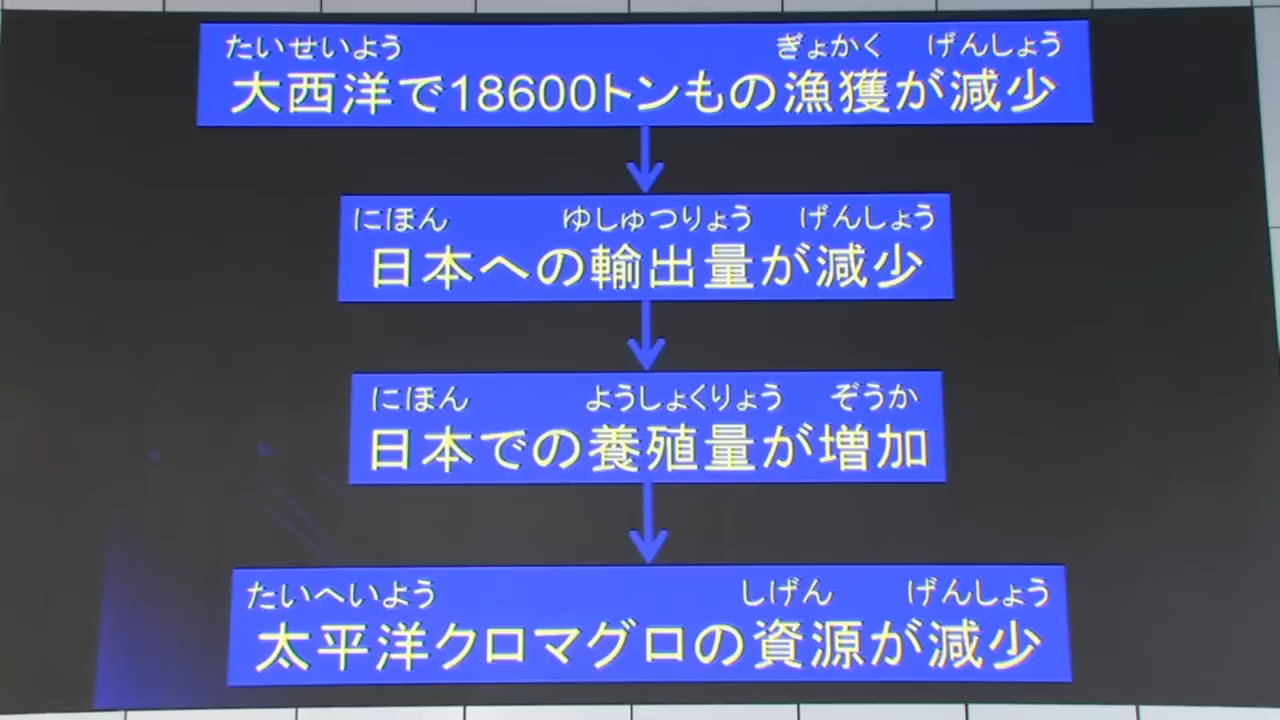 たいせいよう ぎょかく げんしょう
大西洋で18600トンもの漁獲が減少
にほん ゆしゅつりょう げんしょう
日本への輸出量が減少
にほん ようしょくりょう ぞうか
日本での養殖量が増加
たいへいよう しげん げんしょう
太平洋クロマグロの資源が減少